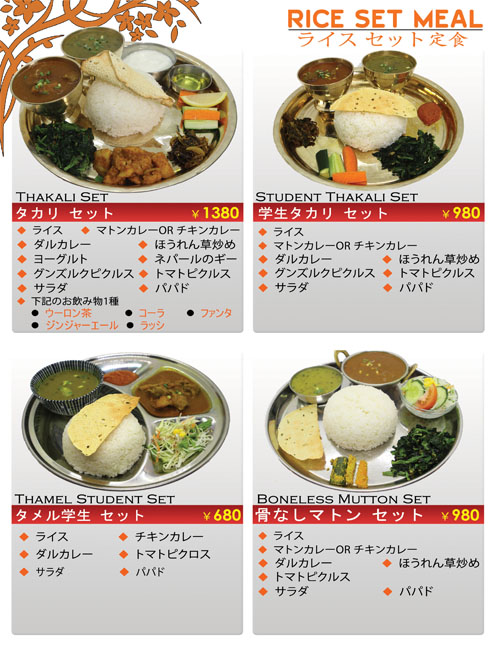 RICE SET MEAL
ライス セット 定食
THAKALI SET
タカリ セット ￥1380
◆ ライス ◆ マトンカレーOR チキンカレー
◆ ダルカレー ◆ ほうれん草炒め
◆ ヨーグルト ◆ ネパールのギー
◆ グンズルクピクルス ◆ トマトピクルス
◆ サラダ ◆ パパド
◆ 下記のお飲み物1種
● ウーロン茶 ● コーラ ● ファンタ
● ジンジャーエール ● ラッシ
STUDENT THAKALI SET
学生タカリ セット ￥980
◆ ライス
◆ マトンカレーOR チキンカレー
◆ ダルカレー ◆ ほうれん草炒め
◆ グンズルクピクルス ◆ トマトピクルス
◆ サラダ ◆ パパド
THAMEL STUDENT SET
タメル学生 セット ￥680
◆ ライス ◆ チキンカレー
◆ ダルカレー ◆ トマトピクロス
◆ サラダ ◆ パパド
BONELESS MUTTON SET
骨なしマトン セット ￥980
◆ ライス
◆ マトンカレーOR チキンカレー
◆ ダルカレー ◆ ほうれん草炒め
◆ トマトピクルス
◆ サラダ ◆ パパド